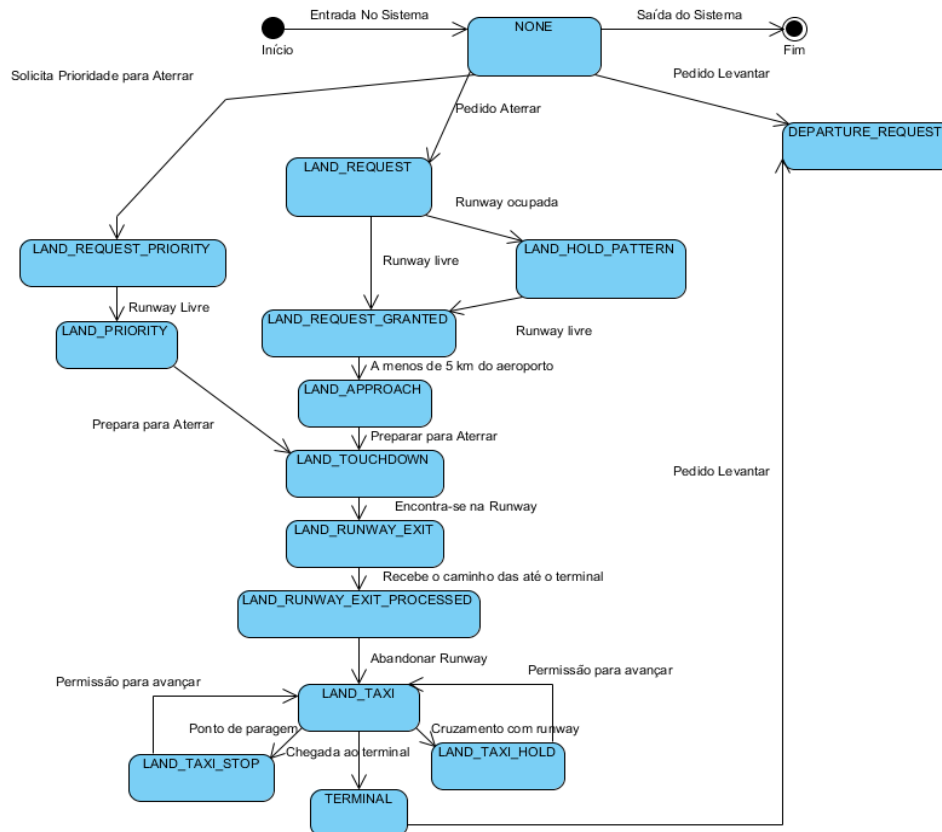 Entrada No Sistema
NONE
Saída do Sistema
Início
Fim
Solicita Prioridade para Aterrar
Pedido Levantar
Pedido Aterrar
DEPARTURE_REQUEST
LAND_REQUEST
Runway ocupada
LAND_REQUEST_PRIORITY
LAND_HOLD_PATTERN
Runway livre
Runway Livre
LAND_REQUEST_GRANTED
Runway livre
LAND_PRIORITY
A menos de 5 km do aeroporto
LAND_APPROACH
Prepara para Aterrar
Preparar para Aterrar
LAND_TOUCHDOWN
Pedido Levantar
Encontra-se na Runway
LAND_RUNWAY_EXIT
Recebe o caminho das até o terminal
LAND_RUNWAY_EXIT_PROCESSED
Abandonar Runway
Permissão para avançar
Permissão para avançar
LAND_TAXI
Ponto de paragem
Cruzamento com runway
Chegada ao terminal
LAND_TAXI_STOP
LAND_TAXI_HOLD
TERMINAL